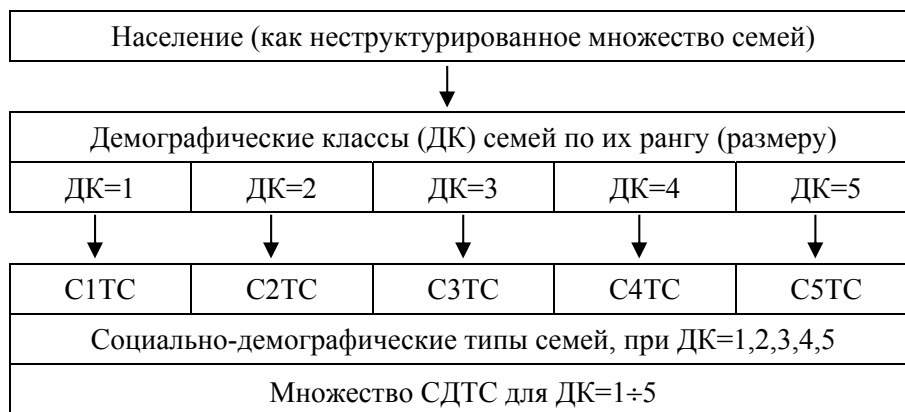 Население (как неструктурированное множество семей)
Демографические классы (ДК) семей по их рангу (размеру)
ДК=1 ДК=2 ДК=3 ДК=4 ДК=5
С1ТС С2ТС С3ТС С4ТС С5ТС
Социально-демографические типы семей, при ДК=1,2,3,4,5
Множество СДТС для ДК=1÷5